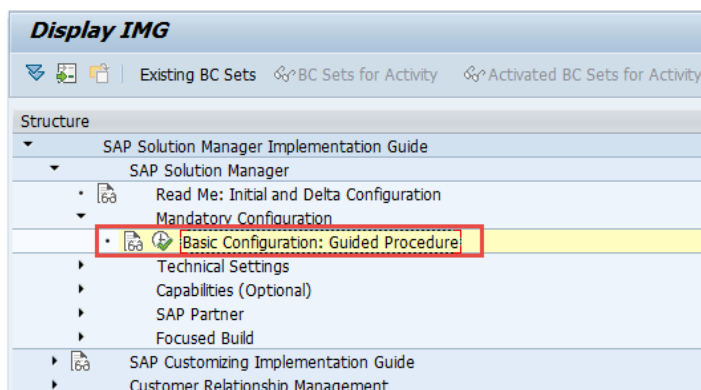 Display IMG
Existing BC Sets BC Sets for Activity Activated BC Sets for Activity
Structure
SAP Solution Manager Implementation Guide
SAP Solution Manager
Read Me: Initial and Delta Configuration
Mandatory Configuration
Basic Configuration: Guided Procedure
Technical Settings
Capabilities (Optional)
SAP Partner
Focused Build
SAP Customizing Implementation Guide
Customer Relationship Management